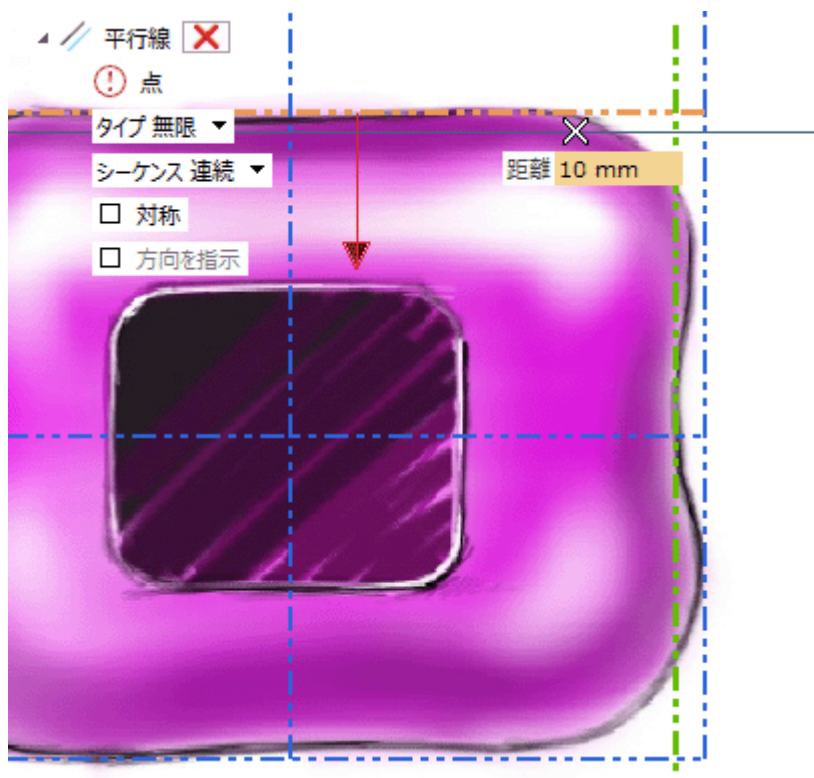 平行線
点
タイプ 無限
シーケンス 連続
距離 10 mm
対称
方向を指示